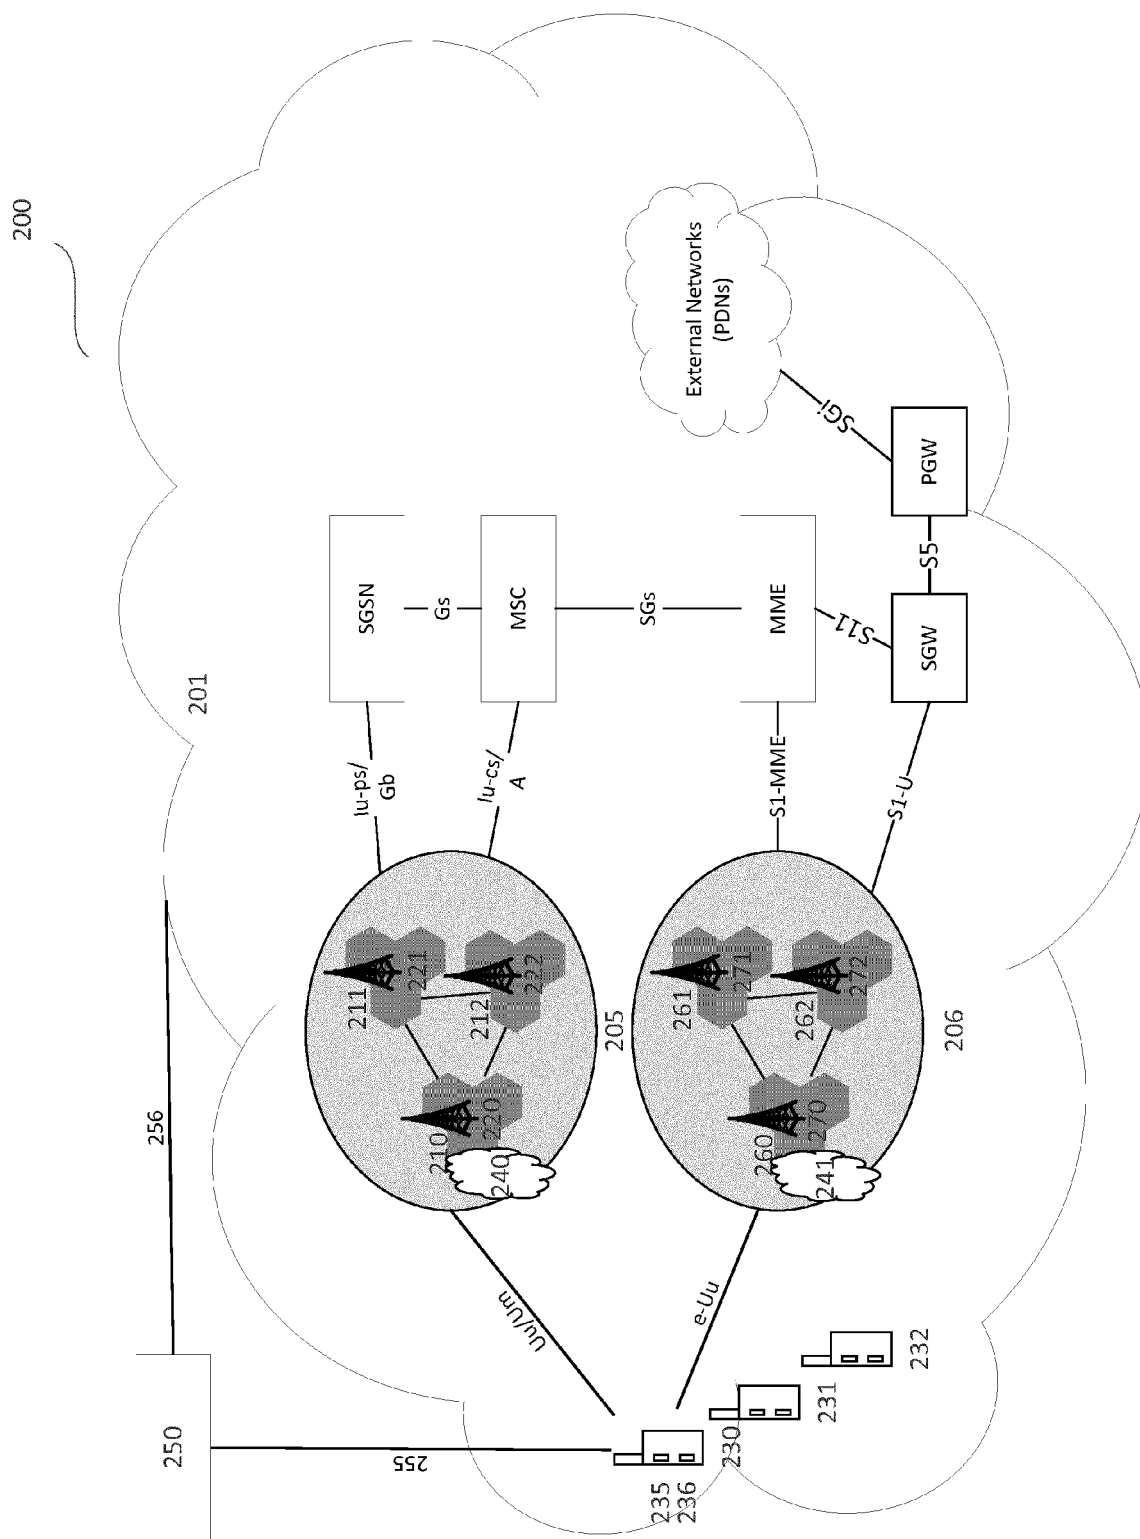 200
256
250
201
211
Iu-ps/
Gb
SGSN
255
221
210
Gs
212
240
220
Iu-cs/
A
MSC
Uu/Um
222
205
SGs
235
236
261
External Networks
(PDNs)
e-Uu
230
271
260
S1-MME
MME
262
241
270
231
272
S11
SGi
S1-U
232
206
SGW
S5
PGW